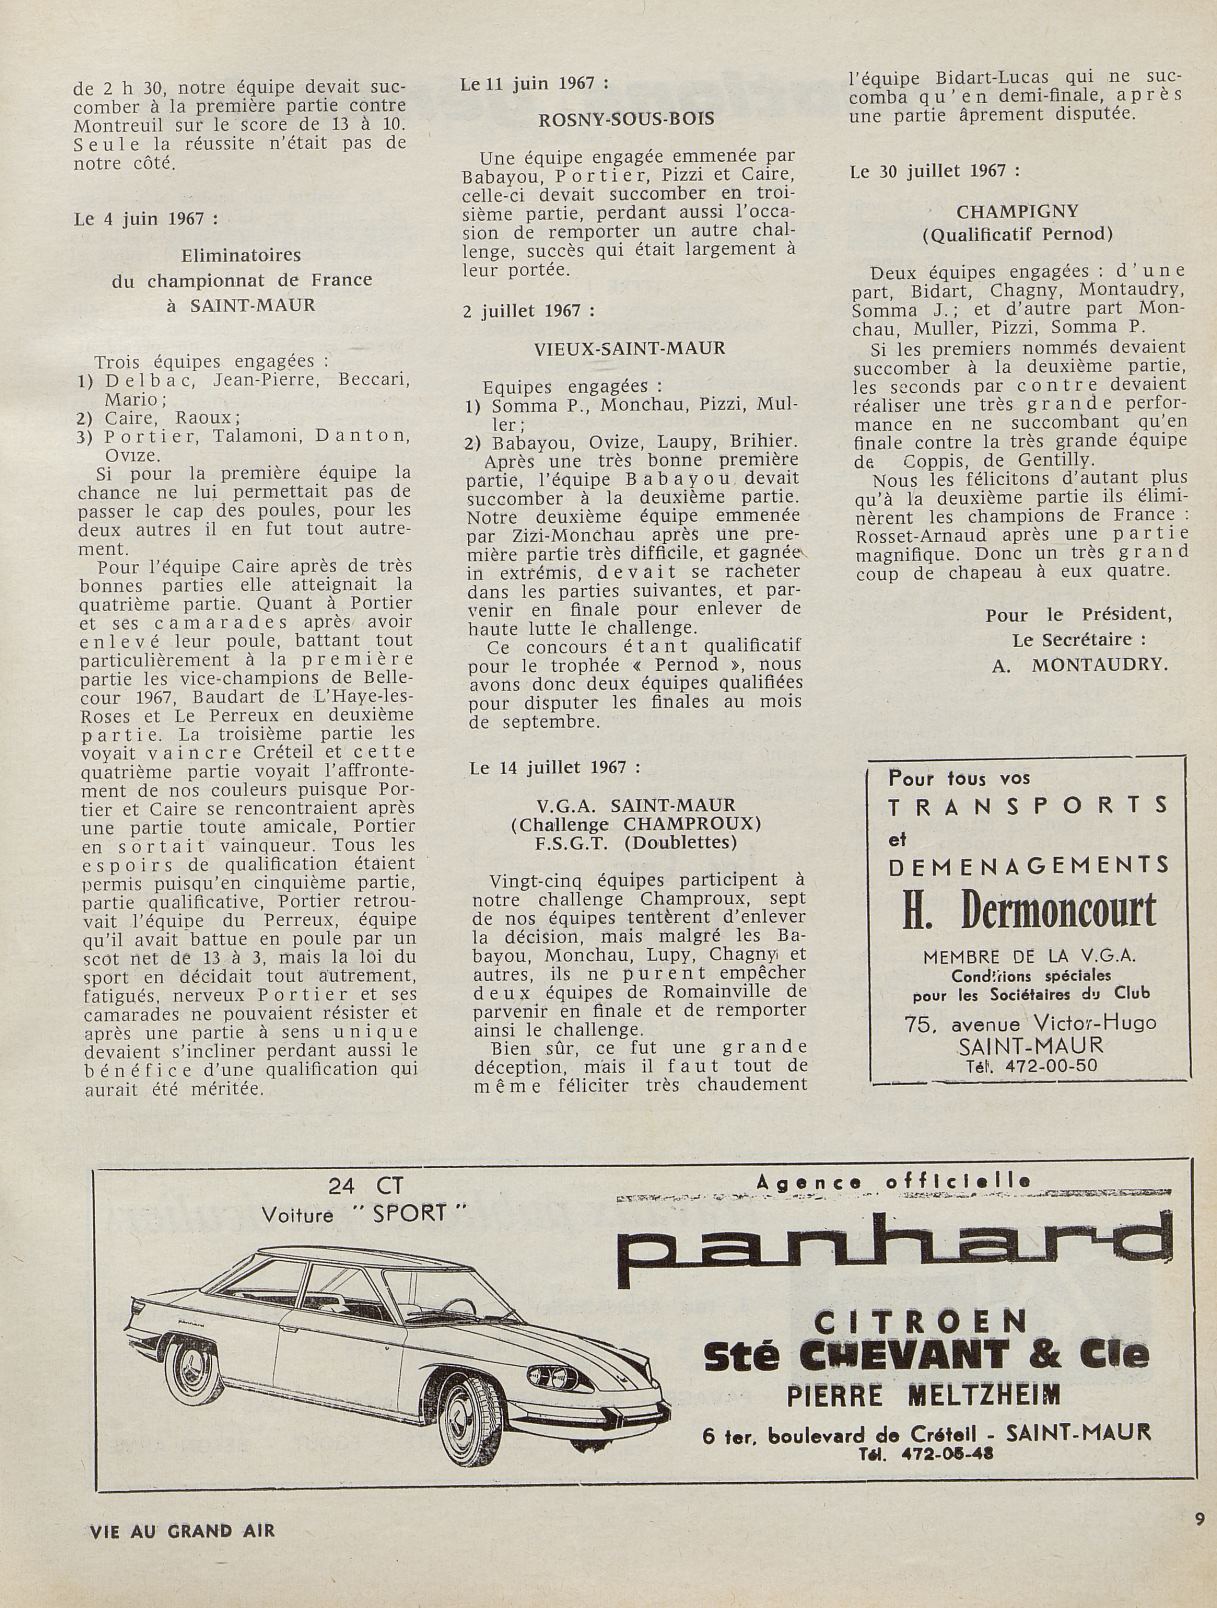 de 2 h 30, notre équipe devait suc-
comber à la première partie contre
Montreuil sur le score de 13 à 10.
Seule la réussite n'était pas de
notre côté.
Le 4 juin 1967 :
Eliminatoires
du championnat de France
à SAINT-MAUR
Trois équipes engagées :
1) Delbac, Jean-Pierre, Beccari,
Mario;
2) Caire, Raoux;
3) Portier, Talamoni, Danton,
Ovize.
Si pour la première équipe la
chance ne lui permettait pas de
passer le cap des poules, pour les
deux autres il en fut tout autre-
ment.
Pour l'équipe Caire après de très
bonnes parties elle atteignait la
quatrième partie. Quant à Portier
et ses camarades après avoir
enlevé leur poule, battant tout
particulièrement à la première
partie les vice-champions de Belle-
cour 1967, Baudart de L'Haye-les-
Roses et Le Perreux en deuxième
partie. La troisième partie les
voyait vaincre Créteil et cette
quatrième partie voyait l'affronte-
ment de nos couleurs puisque Por-
tier et Caire se rencontraient après
une partie toute amicale, Portier
en sortait vainqueur. Tous les
espoirs de qualification étaient
permis puisqu'en cinquième partie,
partie qualificative, Portier retrou-
vait l'équipe du Perreux, équipe
qu'il avait battue en poule par un
scot net de 13 à 3, mais la loi du
sport en décidait tout autrement,
fatigués, nerveux Portier et ses
camarades ne pouvaient résister et
après une partie à sens unique
devaient s'incliner perdant aussi le
bénéfice d'une qualification qui
aurait été méritée.
Le 11 juin 1967 :
ROSNY-SOUS-BOIS
Une équipe engagée emmenée par
Babayou, Portier, Pizzi et Caire,
celle-ci devait succomber en troi-
sième partie, perdant aussi l'occa-
sion de remporter un autre chal-
lenge, succès qui était largement à
leur portée.
2 juillet 1967 :
VIEUX-SAINT-MAUR
Equipes engagées :
1) Somma P., Monchau, Pizzi, Mul-
ler;
2) Babayou, Ovize, Laupy, Brihier.
Après une très bonne première
partie, l'équipe Babayou devait
succomber à la deuxième partie.
Notre deuxième équipe emmenée
par Zizi-Monchau après une pre-
mière partie très difficile, et gagnée
in extrémis, devait se racheter
dans les parties suivantes, et par-
venir en finale pour enlever de
haute lutte le challenge.
Ce concours étant qualificatif
pour le trophée « Pernod », nous
avons donc deux équipes qualifiées
pour disputer les finales au mois
de septembre.
Le 14 juillet 1967 :
V.G.A. SAINT-MAUR
(Challenge CHAMPROUX)
F.S.G.T. (Doublettes)
Vingt-cinq équipes participent à
notre challenge Champroux, sept
de nos équipes tentèrent d'enlever
la décision, mais malgré les Ba-
bayou, Monchau, Lupy, Chagny et
autres, ils ne purent empêcher
deux équipes de Romainville de
parvenir en finale et de remporter
ainsi le challenge.
Bien sûr, ce fut une grande
déception, mais il faut tout de
même féliciter très chaudement
l'équipe Bidart-Lucas qui ne suc-
comba qu'en demi-finale, après
une partie âprement disputée.
Le 30 juillet 1967 :
CHAMPIGNY
(Qualificatif Pernod)
Deux équipes engagées : d'une
part, Bidart, Chagny, Montaudry,
Somma J.; et d'autre part Mon-
chau, Muller, Pizzi, Somma P.
Si les premiers nommés devaient
succomber à la deuxième partie,
les seconds par contre devaient
réaliser une très grande perfor-
mance en ne succombant qu'en
finale contre la très grande équipe
de Coppis, de Gentilly.
Nous les félicitons d'autant plus
qu'à la deuxième partie ils élimi-
nèrent les champions de France :
Rosset-Arnaud après une partie
magnifique. Donc un très grand
coup de chapeau à eux quatre.
Pour le Président,
Le Secrétaire :
A. MONTAUDRY.
Pour tous vos
TRANSPORTS
et
DEMENAGEMENTS
H. Dermoncourt
MEMBRE DE LA V.G.A.
Conditions spéciales
pour les Sociétaires du Club
75, avenue Victor-Hugo
SAINT-MAUR
Tél. 472-00-50
24 CT
Voiture "SPORT"
Agence officielle
panhard
CITROEN
Sté CHEVANT & Cie
PIERRE MELTZHEIM
6 ter, boulevard de Créteil - SAINT-MAUR
Tél. 472-05-48
VIE AU GRAND AIR
9